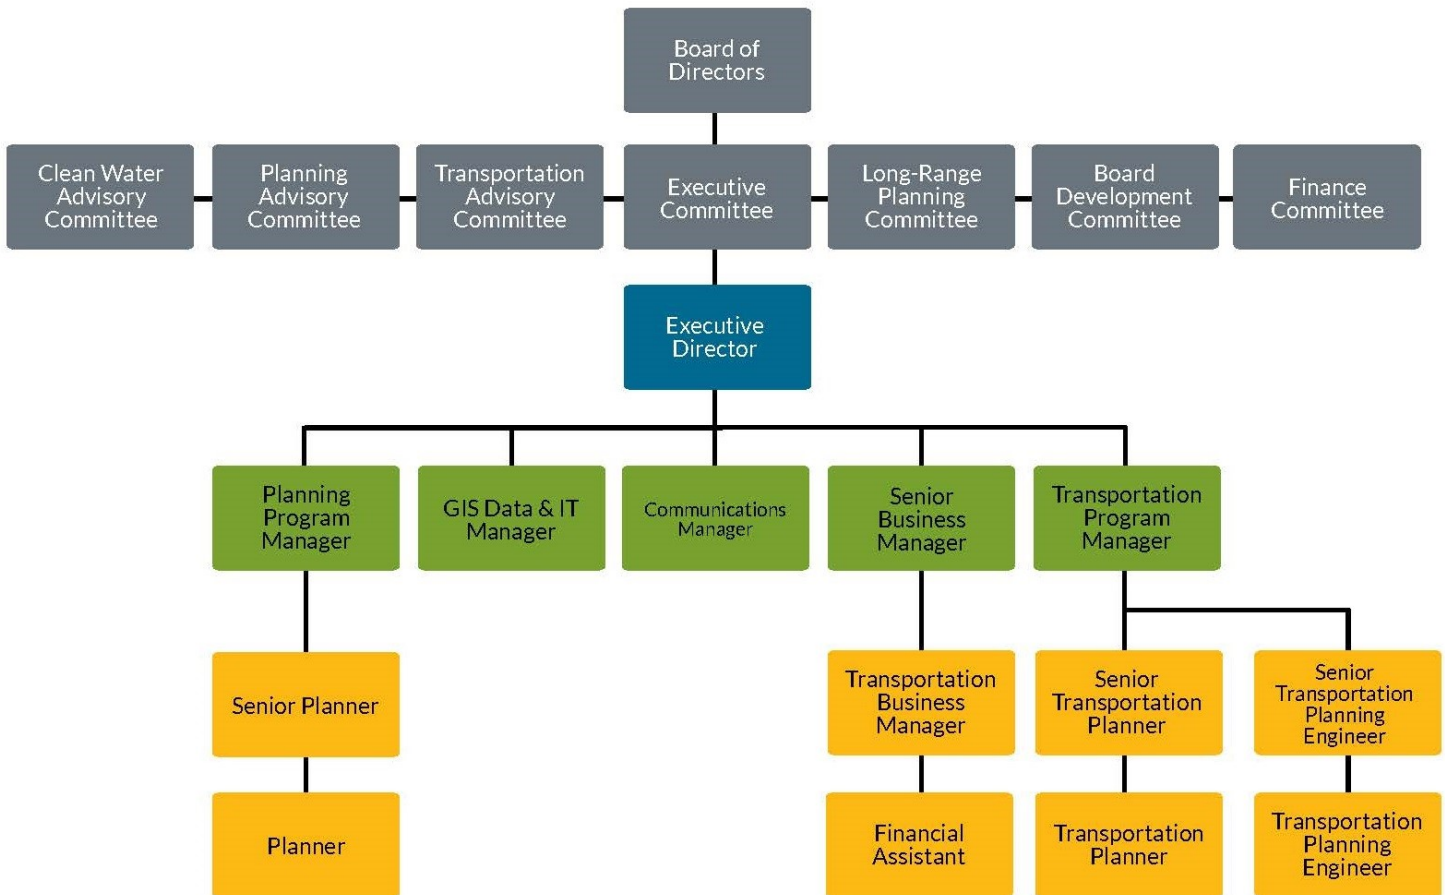 Board of
Directors
Clean Water
Advisory
Committee
Planning
Advisory
Committee
Transportation
Advisory
Committee
Executive
Committee
Long-Range
Planning
Committee
Board
Development
Committee
Finance
Committee
Executive
Director
Planning
Program
Manager
GIS Data & IT
Manager
Communications
Manager
Senior
Business
Manager
Transportation
Program
Manager
Senior Planner
Transportation
Business
Manager
Senior
Transportation
Planner
Senior
Transportation
Planning
Engineer
Planner
Financial
Assistant
Transportation
Planner
Transportation
Planning
Engineer